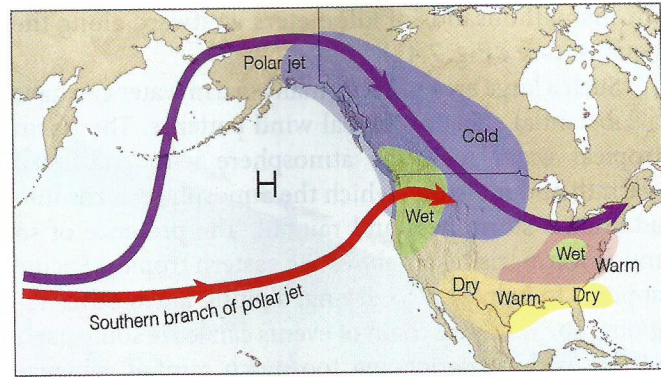 Polar jet
Cold
H
Wet
Wet
Warm
Dry
Warm
Dry
Southern branch of polar jet